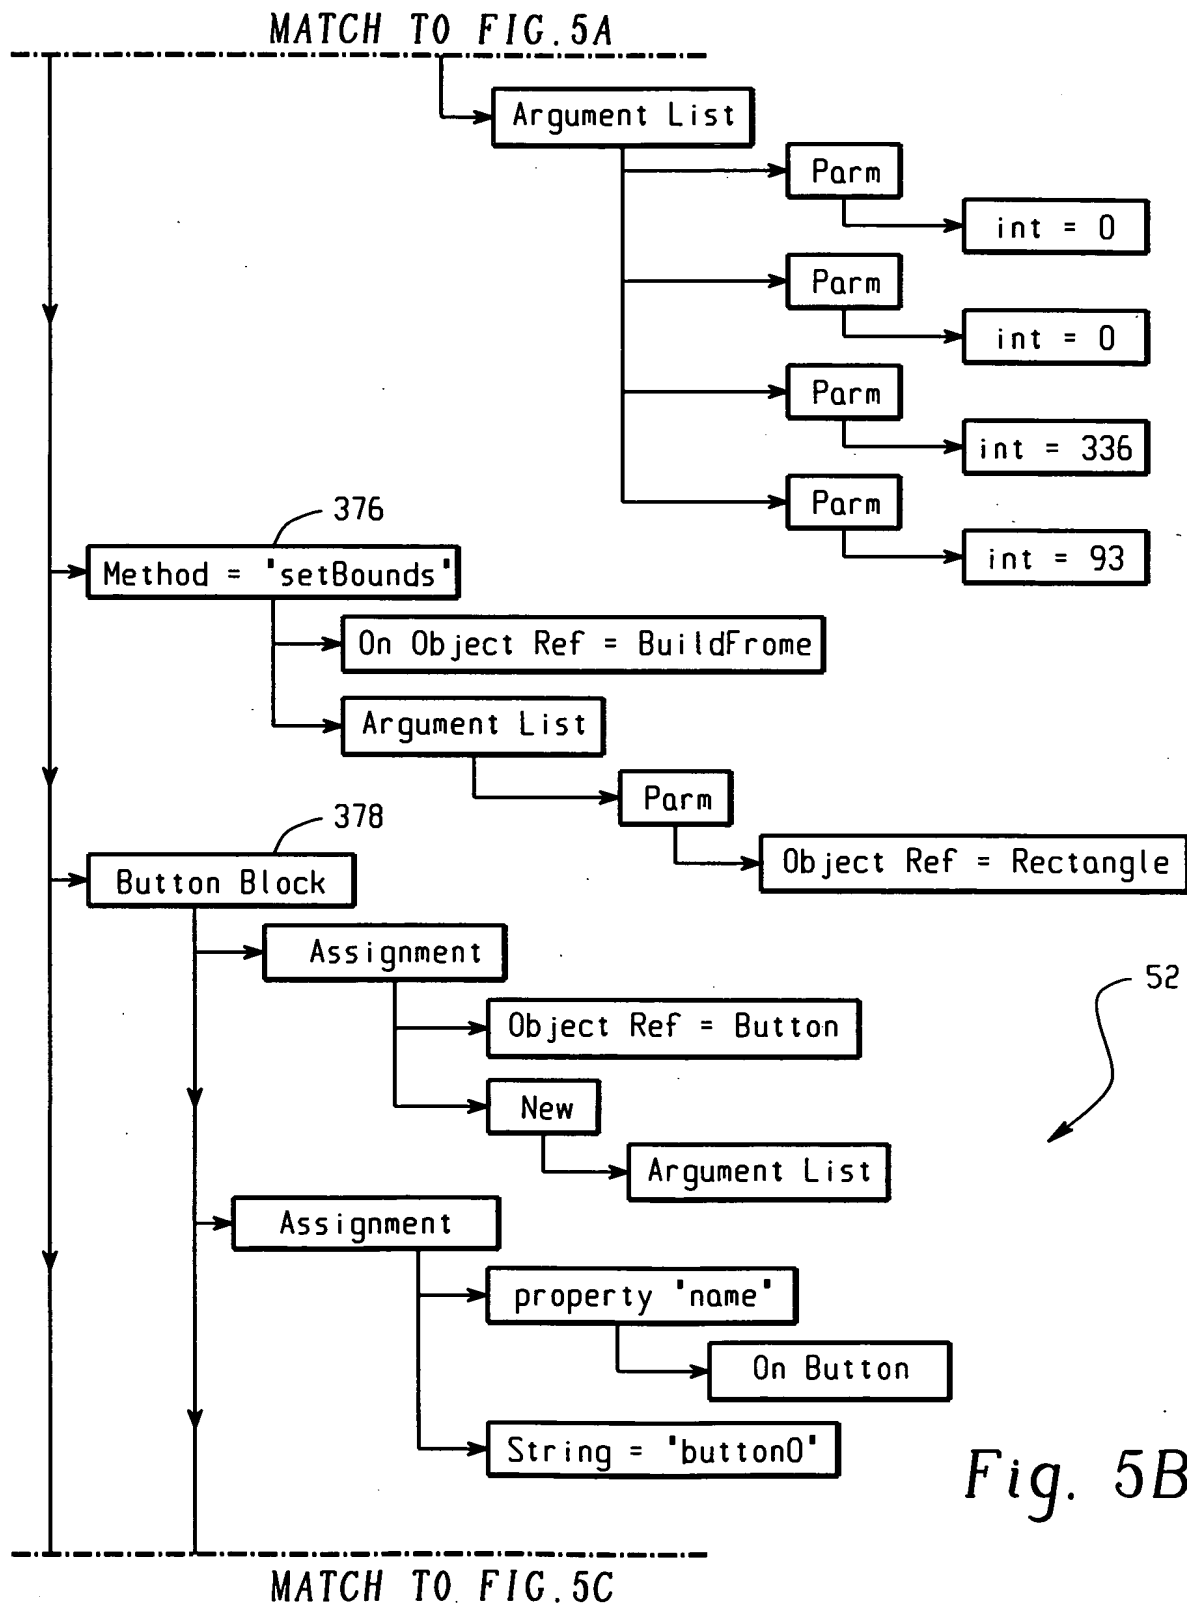 MATCH TO FIG.5A
Argument List
Parm
int = 0
Parm
int = 0
Parm
int = 336
Parm
int = 93
376
Method = "setBounds"
On Object Ref = BuildFrome
Argument List
Parm
Object Ref = Rectangle
378
Button Block
Assignment
Object Ref = Button
New
Argument List
52
Assignment
property "name"
On Button
String = "button0"
Fig. 5B
MATCH TO FIG.5C